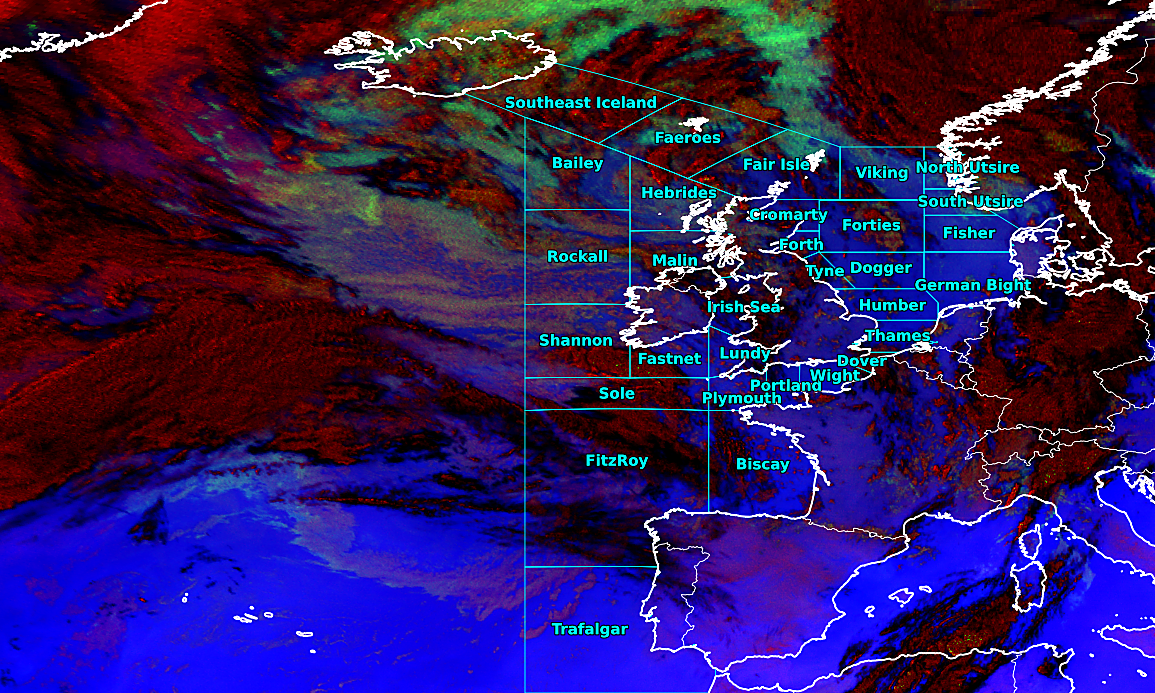 Southeast Iceland
Faeroes
Bailey
Fair Isle
Viking
North Utsire
Hebrides
South Utsire
Cromarty
Forties
Fisher
Forth
Rockall
Malin
Tyne
Dogger
German Bight
Irish Sea
Humber
Shannon
Thames
Fastnet
Lundy
Dover
Wight
Portland
Sole
Plymouth
FitzRoy
Biscay
Trafalgar